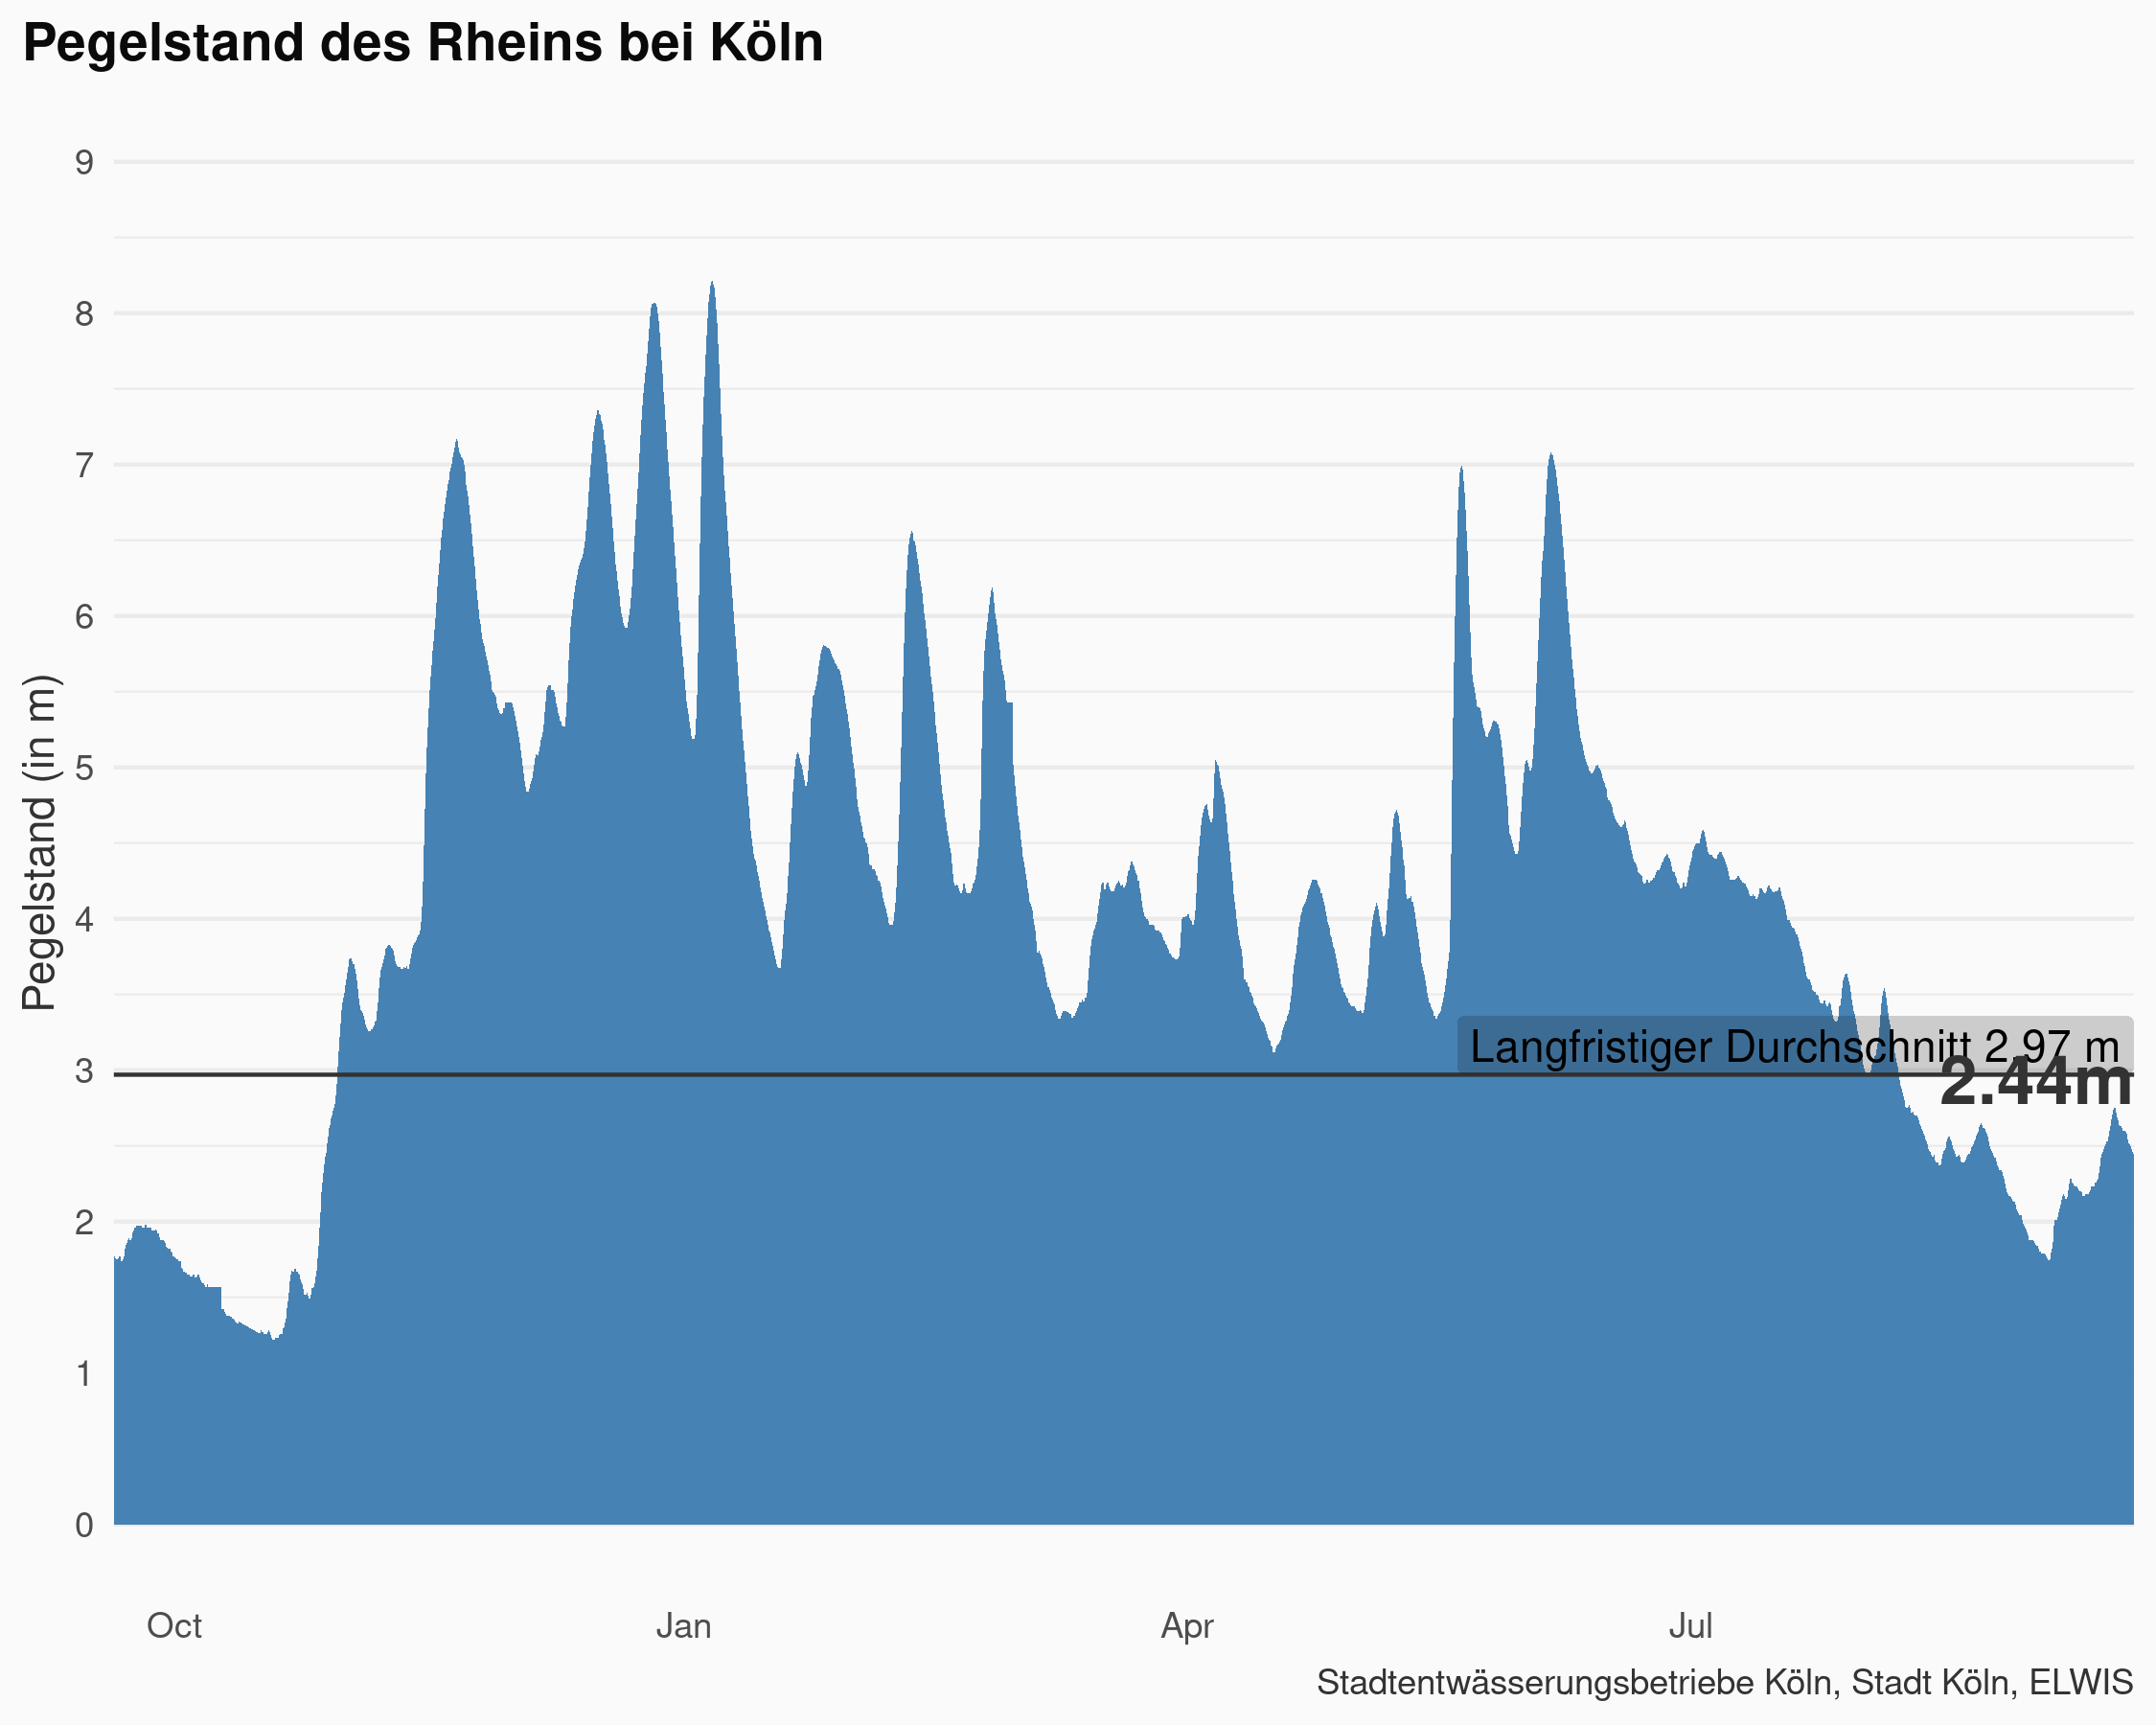 Pegelstand des Rheins bei Köln
Pegelstand (in m)
9
8
7
6
5
4
3
2
1
0
Langfristiger Durchschnitt 2.97 m
2.44m
Oct Jan Apr Jul
Stadtentwässerungsbetriebe Köln, Stadt Köln, ELWIS